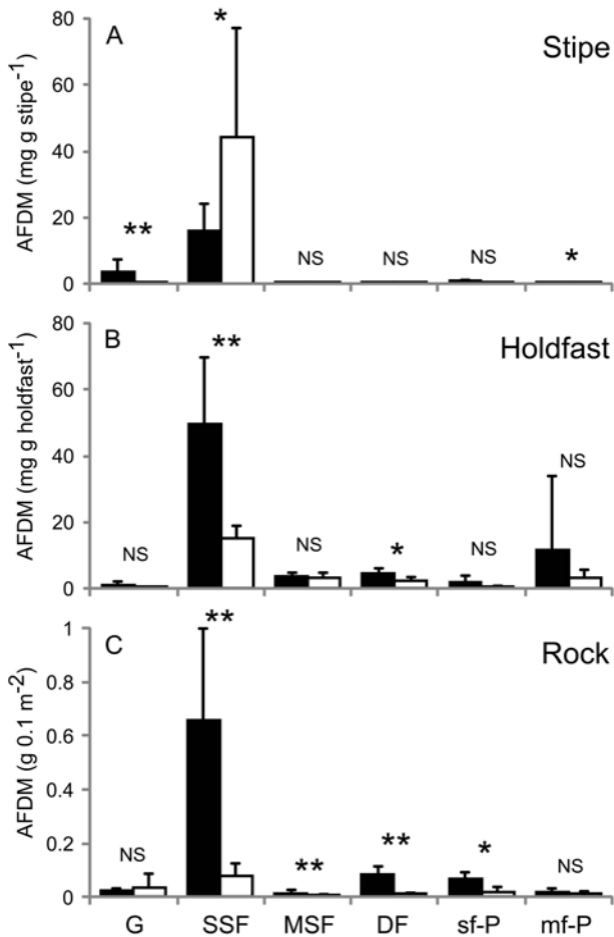 80
A
*
Stipe
60
40
**
20
NS
NS
NS
*
0
AFDM (mg g stipe⁻¹)
80
B
**
Holdfast
60
40
NS
20
NS
NS
*
NS
0
AFDM (mg g holdfast⁻¹)
1
C
**
Rock
0.8
0.6
0.4
0.2
NS
**
**
*
NS
0
AFDM (g 0.1 m⁻²)
G SSF MSF DF sf-P mf-P